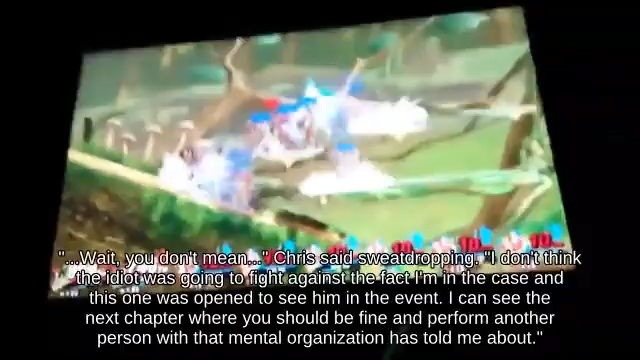 "...Wait, you don't mean..." Chris said sweatdropping. "I don't think
the idiot was going to fight against the fact I'm in the case and
this one was opened to see him in the event. I can see the
next chapter where you should be fine and perform another
person with that mental organization has told me about."